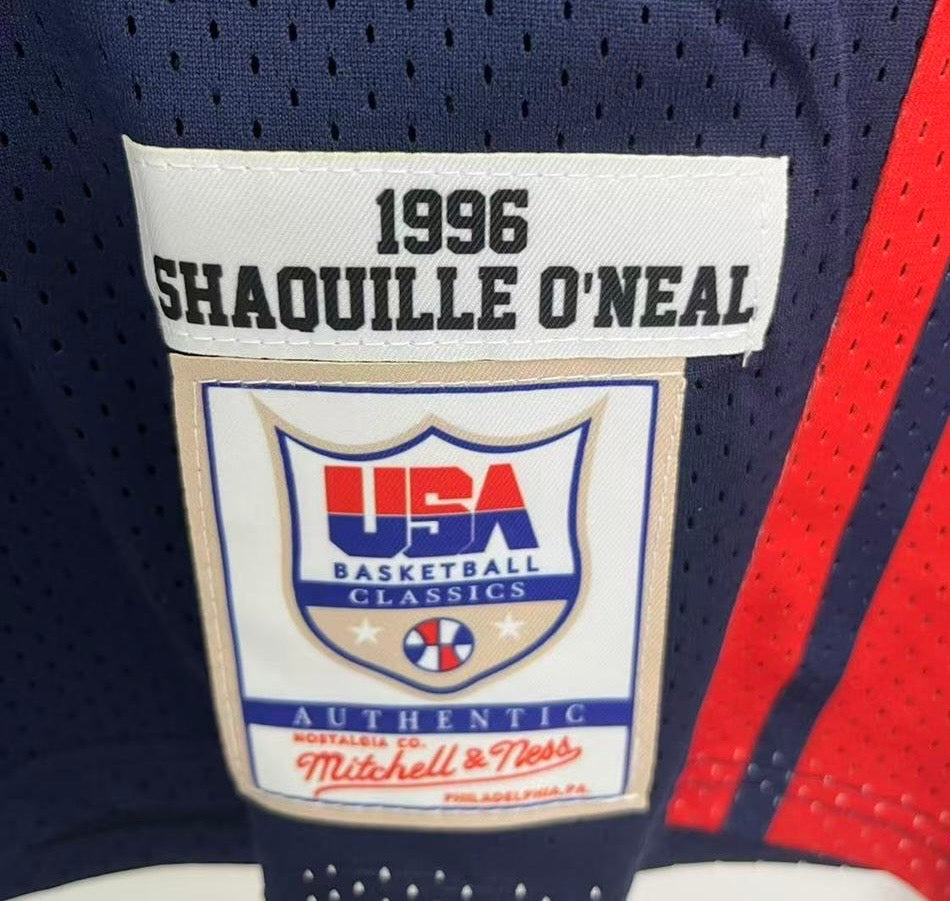 1996
SHAQUILLE O'NEAL
USA
BASKETBALL
CLASSICS
AUTHENTIC
NOSTALGIA CO.
Mitchell & Ness
PHILADELPHIA, PA.